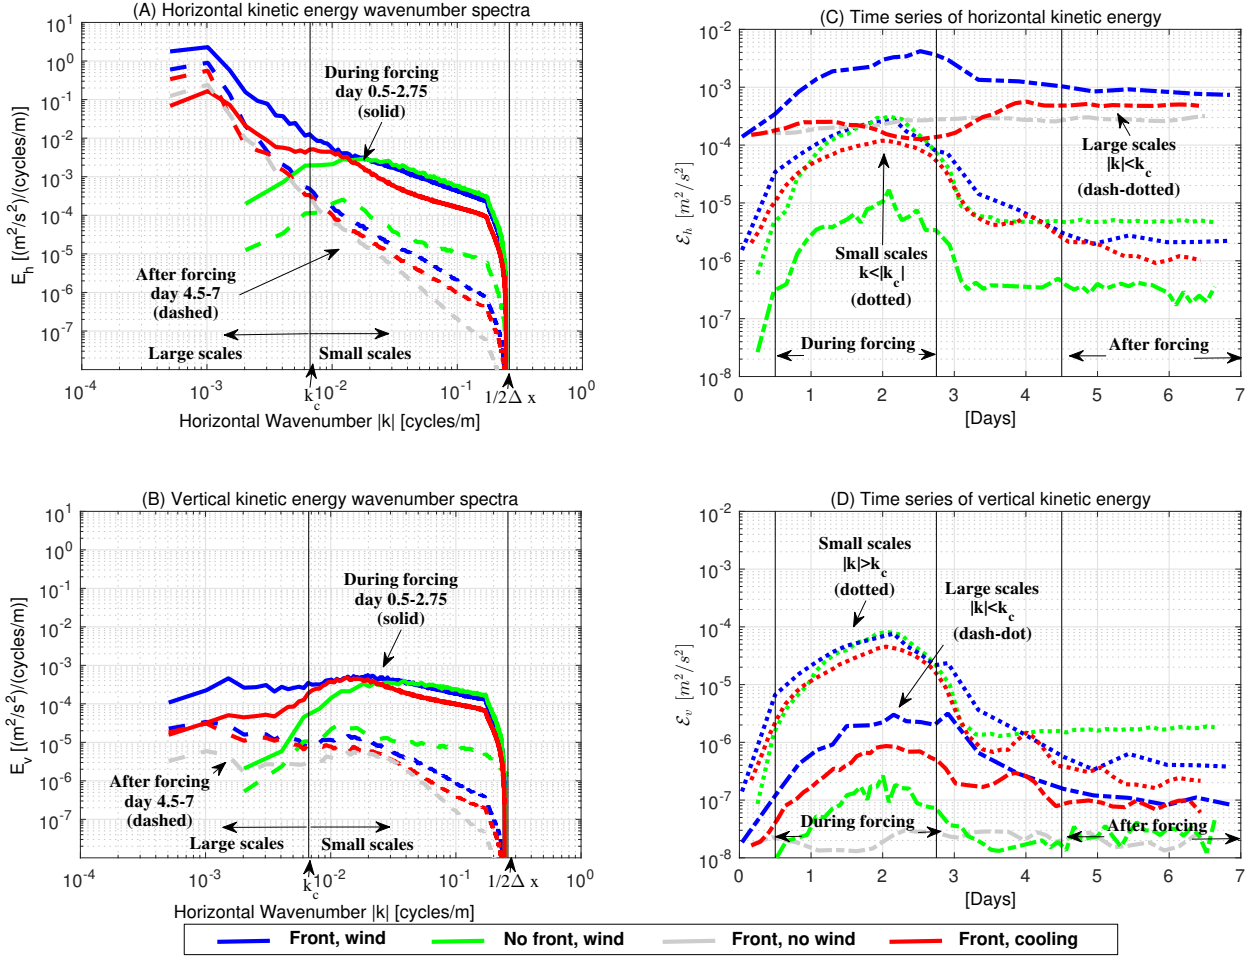 (A) Horizontal kinetic energy wavenumber spectra
10^1
10^0
10^-1
10^-2
10^-3
10^-4
10^-5
10^-6
10^-7
E_h [(m^2/s^2)/(cycles/m)]
During forcing
day 0.5-2.75
(solid)
After forcing
day 4.5-7
(dashed)
Large scales
Small scales
10^-4
10^-3
10^-2
10^-1
10^0
k_c
1/2Δ x
Horizontal Wavenumber |k| [cycles/m]
(C) Time series of horizontal kinetic energy
10^-2
10^-3
10^-4
10^-5
10^-6
10^-7
10^-8
ℰ_h [m^2/s^2]
Large scales
|k|<k_c
(dash-dotted)
Small scales
k<|k_c|
(dotted)
During forcing
After forcing
0
1
2
3
4
5
6
7
[Days]
(B) Vertical kinetic energy wavenumber spectra
10^1
10^0
10^-1
10^-2
10^-3
10^-4
10^-5
10^-6
10^-7
E_v [(m^2/s^2)/(cycles/m)]
During forcing
day 0.5-2.75
(solid)
After forcing
day 4.5-7
(dashed)
Large scales
Small scales
10^-4
10^-3
10^-2
10^-1
10^0
k_c
1/2Δ x
Horizontal Wavenumber |k| [cycles/m]
(D) Time series of vertical kinetic energy
10^-2
10^-3
10^-4
10^-5
10^-6
10^-7
10^-8
ℰ_v [m^2/s^2]
Small scales
|k|>k_c
(dotted)
Large scales
|k|<k_c
(dash-dot)
During forcing
After forcing
0
1
2
3
4
5
6
7
[Days]
Front, wind
No front, wind
Front, no wind
Front, cooling